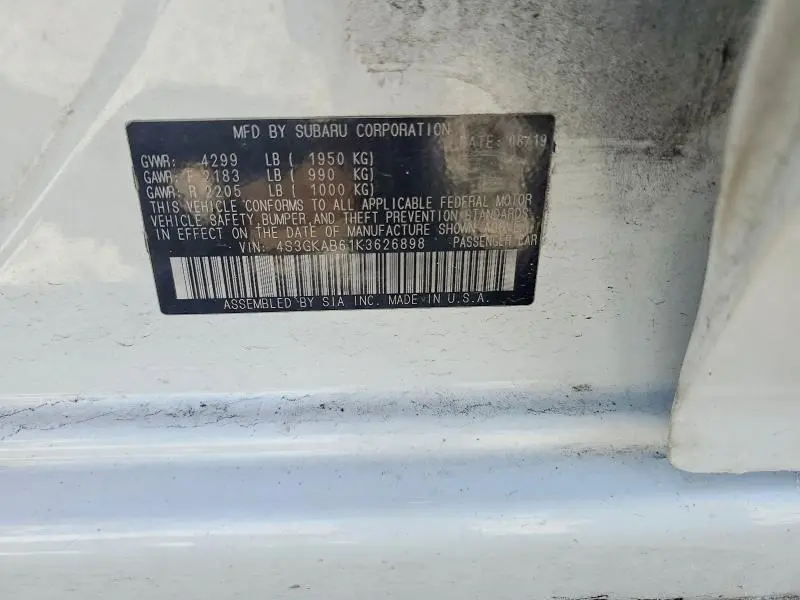 MFD BY SUBARU CORPORATION DATE: 06/19
GVWR: 4299 LB ( 1950 KG)
GAWR: F 2183 LB ( 990 KG)
GAWR: R 2205 LB ( 1000 KG)
THIS VEHICLE CONFORMS TO ALL APPLICABLE FEDERAL MOTOR
VEHICLE SAFETY, BUMPER, AND THEFT PREVENTION STANDARDS
IN EFFECT ON THE DATE OF MANUFACTURE SHOWN ABOVE.
VIN: 4S3GKAB61K3626898 PASSENGER CAR
ASSEMBLED BY SIA INC. MADE IN U.S.A.